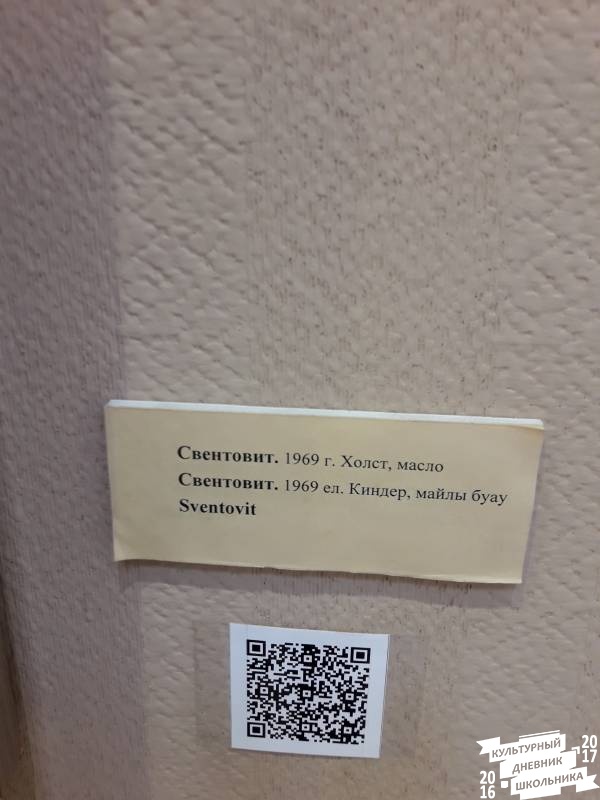 Свентовит. 1969 г. Холст, масло
Свентовит. 1969 ел. Киндер, майлы буау
Sventovit
КУЛЬТУРНЫЙ
ДНЕВНИК
ШКОЛЬНИКА
2016
2017